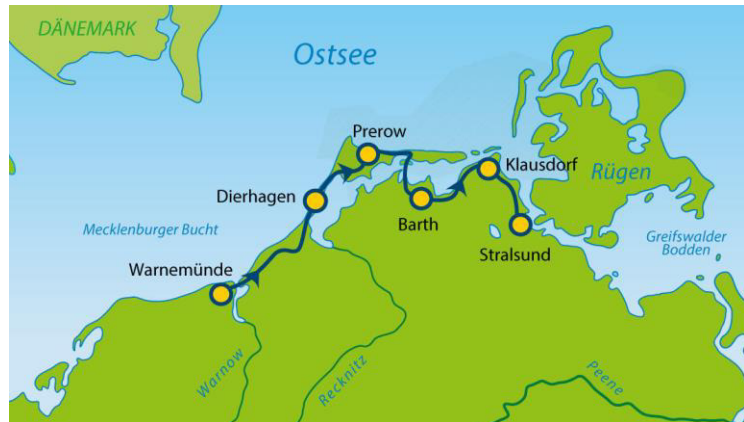 DÄNEMARK
Ostsee
Prerow
Klausdorf
Rügen
Dierhagen
Barth
Mecklenburger Bucht
Stralsund
Greifswalder
Bodden
Warnemünde
Warnow
Recknitz
Peene